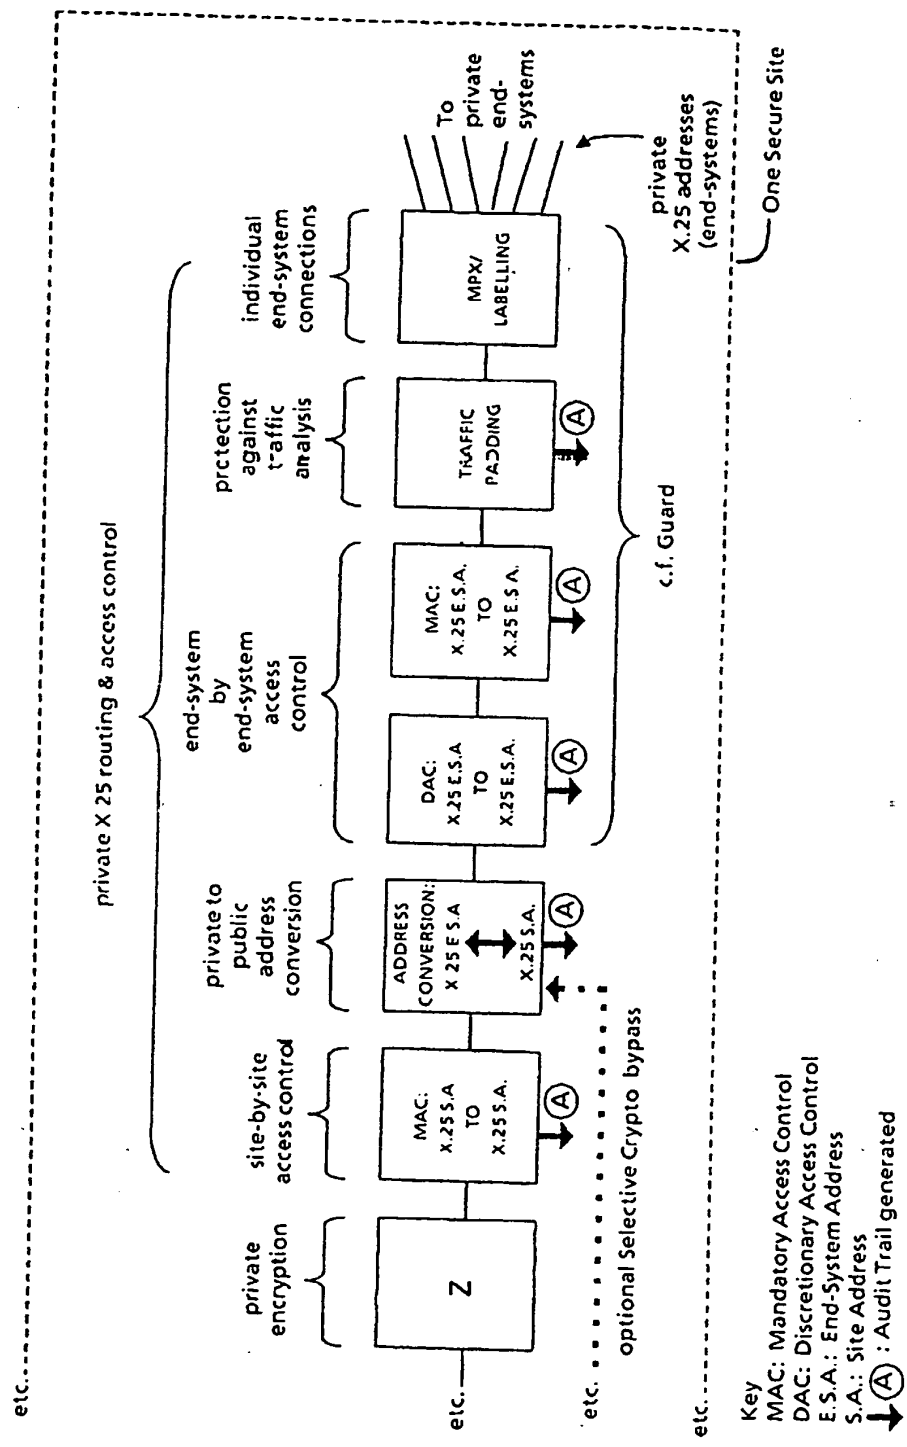 etc.
private X 25 routing & access control
private
encryption
site-by-site
access control
private to
public
address
conversion
end-system
by
end-system
access
control
protection
against
traffic
analysis
individual
end-system
connections
etc.
Z
MAC:
X.25 S.A
TO
X.25 S.A.
ADDRESS
CONVERSION:
X 25 E S.A
X.25 S.A.
DAC:
X.25 E.S.A
TO
X.25 E.S.A.
MAC:
X.25 E.S.A.
TO
X.25 E.S.A.
TRAFFIC
PADDING
MPX/
LABELLING
To
private
end-
systems
A
A
A
A
A
etc.
optional Selective Crypto bypass
c.f. Guard
private
X.25 addresses
(end-systems)
etc.
One Secure Site
Key
MAC: Mandatory Access Control
DAC: Discretionary Access Control
E.S.A.: End-System Address
S.A.: Site Address
A : Audit Trail generated